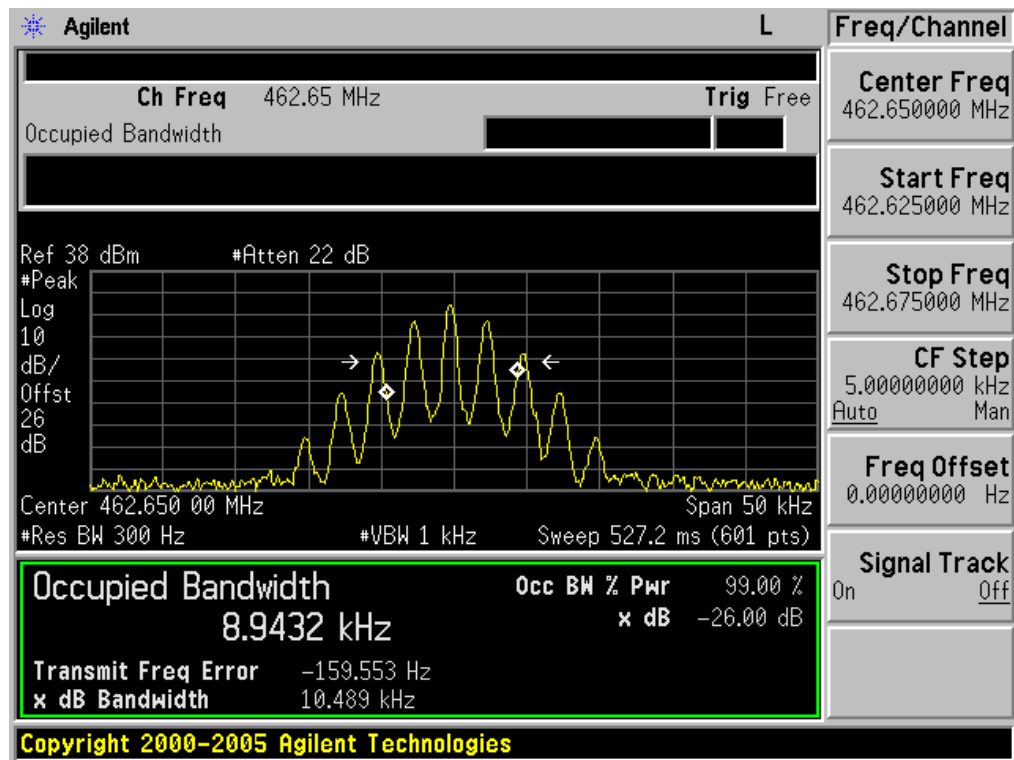 Agilent L Freq/Channel
Ch Freq 462.65 MHz Trig Free
Occupied Bandwidth
Ref 38 dBm #Atten 22 dB
#Peak
Log
10
dB/
Offst
26
dB
Center 462.650 00 MHz Span 50 kHz
#Res BW 300 Hz #VBW 1 kHz Sweep 527.2 ms (601 pts)
Occupied Bandwidth
8.9432 kHz
Occ BW % Pwr 99.00 %
x dB -26.00 dB
Transmit Freq Error -159.553 Hz
x dB Bandwidth 10.489 kHz
Center Freq
462.650000 MHz
Start Freq
462.625000 MHz
Stop Freq
462.675000 MHz
CF Step
5.00000000 kHz
Auto Man
Freq Offset
0.00000000 Hz
Signal Track
On Off
Copyright 2000-2005 Agilent Technologies